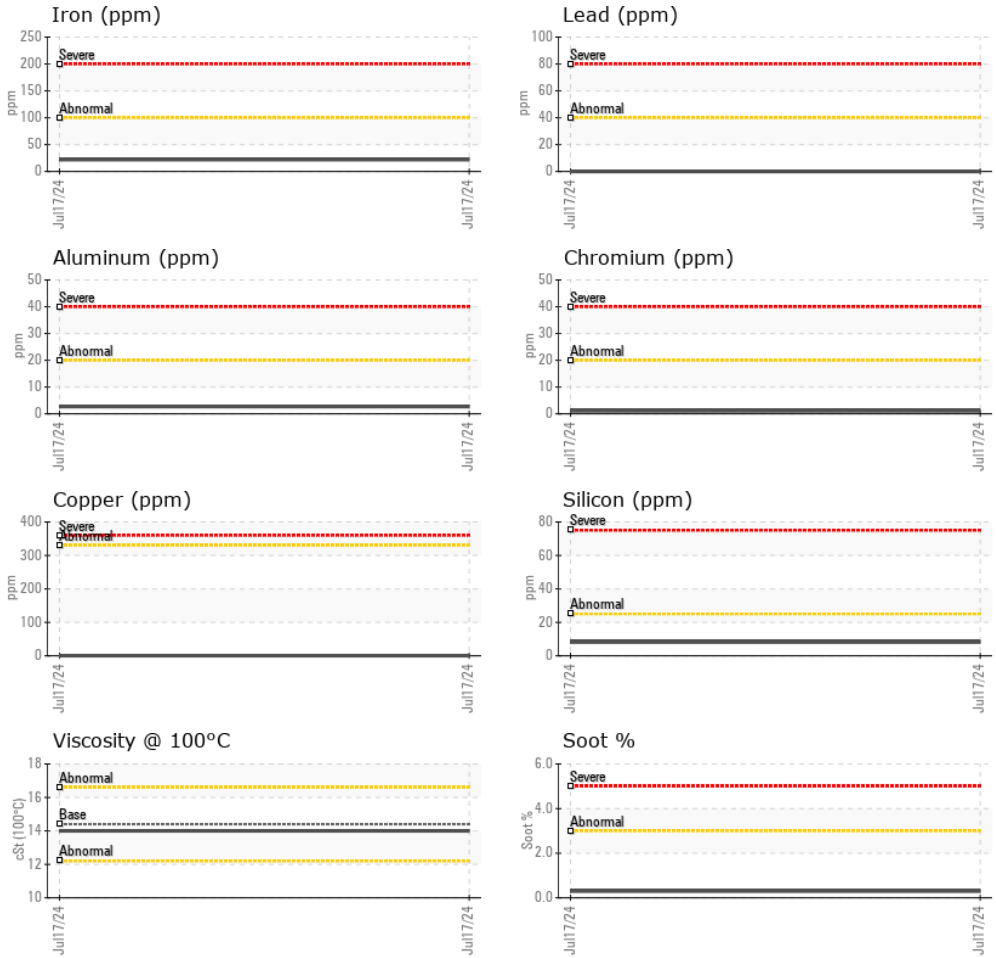 Iron (ppm)
250
200
150
100
50
0
ppm
Severe
Abnormal
Jul17/24
Jul17/24
Lead (ppm)
100
80
60
40
20
0
ppm
Severe
Abnormal
Jul17/24
Jul17/24
Aluminum (ppm)
50
40
30
20
10
0
ppm
Severe
Abnormal
Jul17/24
Jul17/24
Chromium (ppm)
50
40
30
20
10
0
ppm
Severe
Abnormal
Jul17/24
Jul17/24
Copper (ppm)
400
300
200
100
0
ppm
Severe
Abnormal
Jul17/24
Jul17/24
Silicon (ppm)
80
60
40
20
0
ppm
Severe
Abnormal
Jul17/24
Jul17/24
Viscosity @ 100°C
18
16
14
12
10
cSt (100°C)
Abnormal
Base
Abnormal
Jul17/24
Jul17/24
Soot %
6.0
4.0
2.0
0.0
Soot %
Severe
Abnormal
Jul17/24
Jul17/24